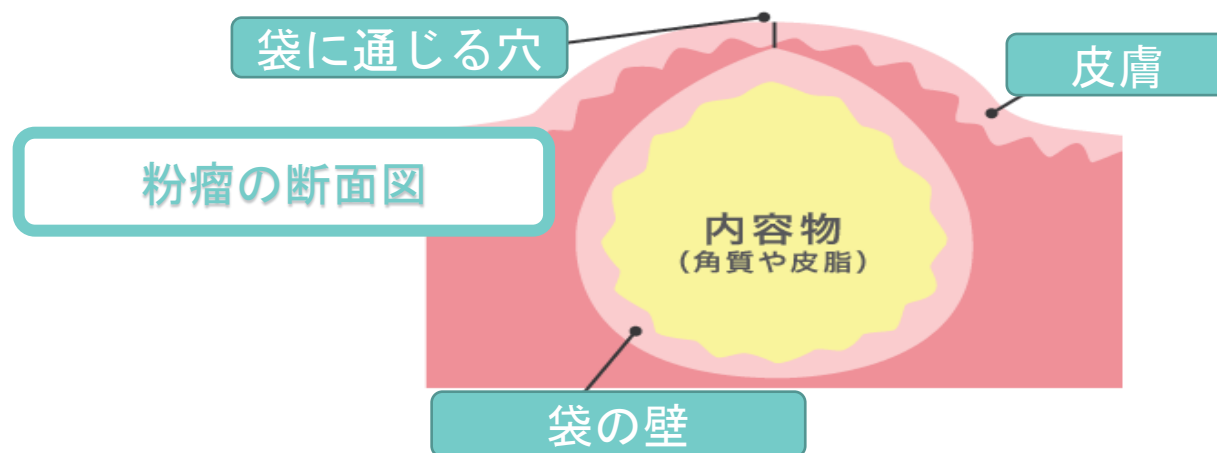 袋に通じる穴
皮膚
粉瘤の断面図
内容物
(角質や皮脂)
袋の壁